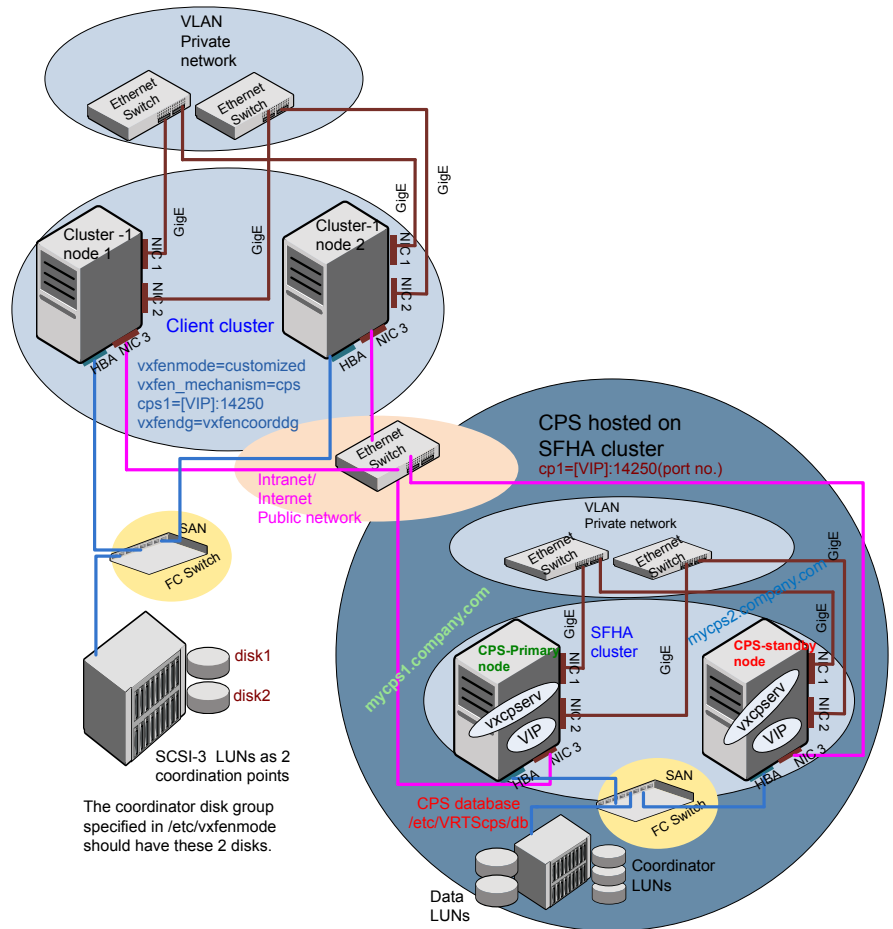 VLAN
Private
network
Ethernet
Switch
Ethernet
Switch
GigE
GigE
GigE
GigE
Cluster -1
node 1
NIC 1
NIC 2
HBA
NIC 3
Cluster-1
node 2
NIC 1
NIC 2
HBA
NIC 3
Client cluster
vxfenmode=customized
vxfen_mechanism=cps
cps1=[VIP]:14250
vxfendg=vxfencoorddg
Ethernet
Switch
Intranet/
Internet
Public network
SAN
FC Switch
disk1
disk2
SCSI-3 LUNs as 2
coordination points
The coordinator disk group
specified in /etc/vxfenmode
should have these 2 disks.
CPS hosted on
SFHA cluster
cp1=[VIP]:14250(port no.)
VLAN
Private network
Ethernet
Switch
Ethernet
Switch
GigE
GigE
GigE
mycps1.company.com
mycps2.company.com
SFHA
cluster
CPS-Primary
node
vxcpserv
VIP
NIC 1
NIC 2
HBA
NIC 3
CPS-standby
node
vxcpserv
VIP
NIC 1
NIC 2
HBA
NIC 3
SAN
FC Switch
CPS database
/etc/VRTScps/db
Data
LUNs
Coordinator
LUNs